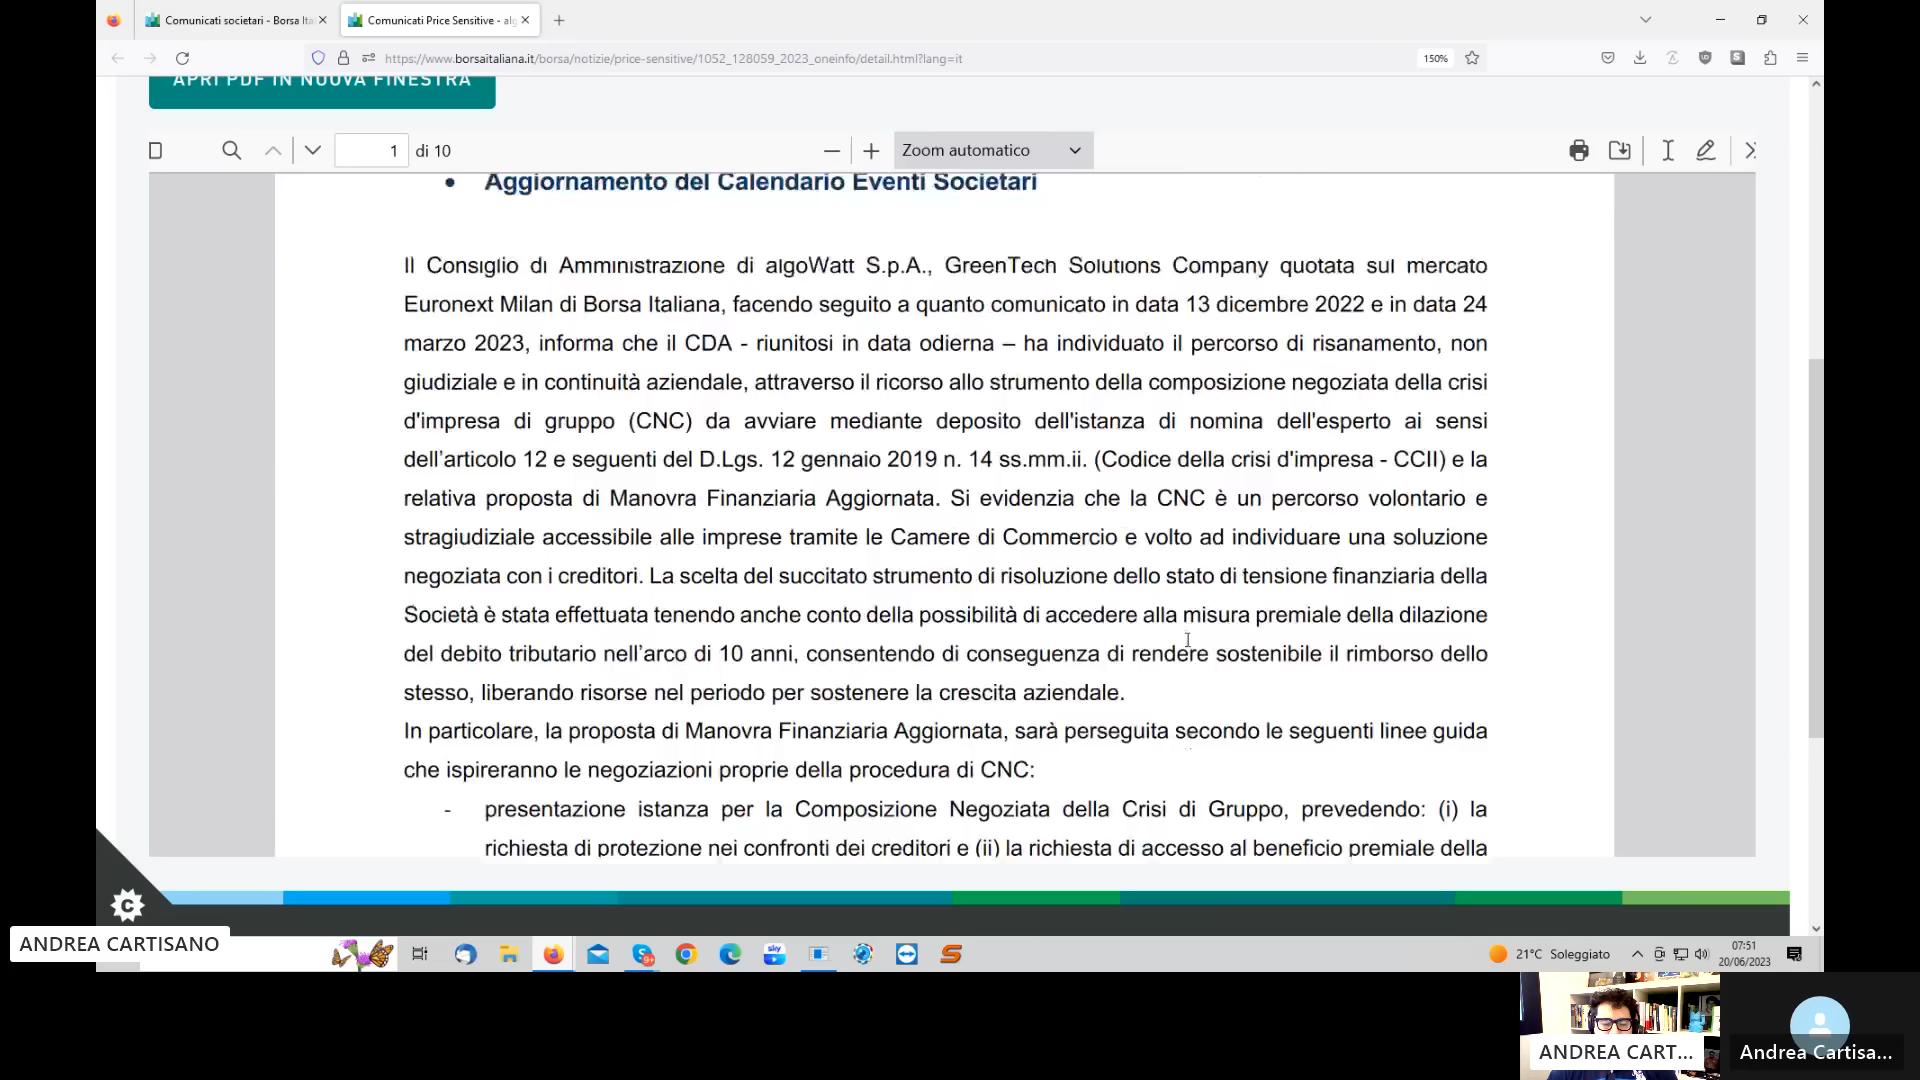 Comunicati societari - Borsa Ita
Comunicati Price Sensitive - alg
https://www.borsaitaliana.it/borsa/notizie/price-sensitive/1052_128059_2023_oneinfo/detail.html?lang=it
150%
APRI PDF IN NUOVA FINESTRA
1 di 10
Zoom automatico
• Aggiornamento del Calendario Eventi Societari
Il Consiglio di Amministrazione di algoWatt S.p.A., GreenTech Solutions Company quotata sul mercato
Euronext Milan di Borsa Italiana, facendo seguito a quanto comunicato in data 13 dicembre 2022 e in data 24
marzo 2023, informa che il CDA - riunitosi in data odierna – ha individuato il percorso di risanamento, non
giudiziale e in continuità aziendale, attraverso il ricorso allo strumento della composizione negoziata della crisi
d'impresa di gruppo (CNC) da avviare mediante deposito dell'istanza di nomina dell'esperto ai sensi
dell’articolo 12 e seguenti del D.Lgs. 12 gennaio 2019 n. 14 ss.mm.ii. (Codice della crisi d'impresa - CCII) e la
relativa proposta di Manovra Finanziaria Aggiornata. Si evidenzia che la CNC è un percorso volontario e
stragiudiziale accessibile alle imprese tramite le Camere di Commercio e volto ad individuare una soluzione
negoziata con i creditori. La scelta del succitato strumento di risoluzione dello stato di tensione finanziaria della
Società è stata effettuata tenendo anche conto della possibilità di accedere alla misura premiale della dilazione
del debito tributario nell’arco di 10 anni, consentendo di conseguenza di rendere sostenibile il rimborso dello
stesso, liberando risorse nel periodo per sostenere la crescita aziendale.
In particolare, la proposta di Manovra Finanziaria Aggiornata, sarà perseguita secondo le seguenti linee guida
che ispireranno le negoziazioni proprie della procedura di CNC:
- presentazione istanza per la Composizione Negoziata della Crisi di Gruppo, prevedendo: (i) la
richiesta di protezione nei confronti dei creditori e (ii) la richiesta di accesso al beneficio premiale della
ANDREA CARTISANO
sky
9+
21°C Soleggiato
07:51
20/06/2023
ANDREA CART...
Andrea Cartisa...